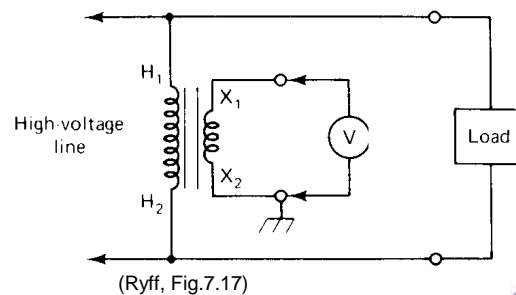 H1
X1
High-voltage
line
V
Load
X2
H2
(Ryff, Fig.7.17)